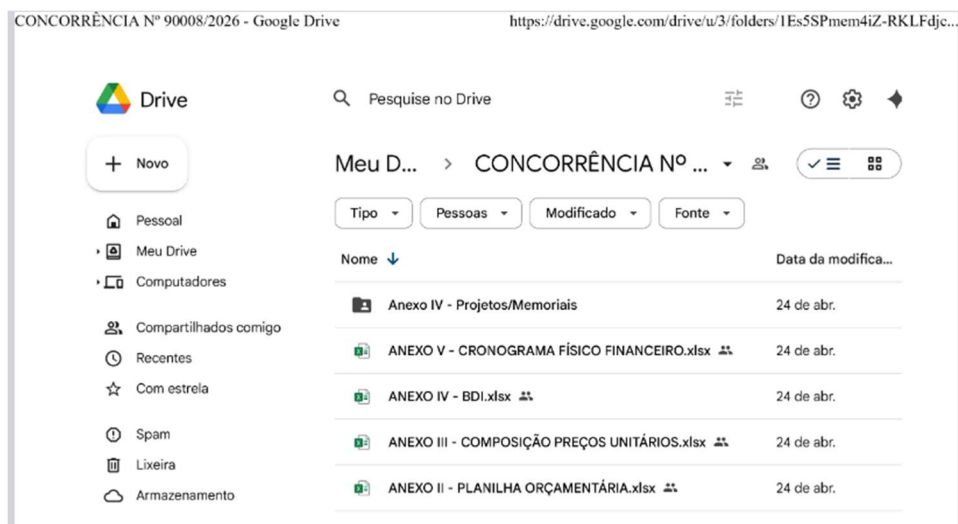 CONCORRÊNCIA Nº 90008/2026 - Google Drive
https://drive.google.com/drive/u/3/folders/1Es5SPmem4iZ-RKLFdjc...
Drive
Pesquise no Drive
Novo
Meu D... > CONCORRÊNCIA Nº ...
Tipo
Pessoas
Modificado
Fonte
Pessoal
Meu Drive
Computadores
Compartilhados comigo
Recentes
Com estrela
Spam
Lixeira
Armazenamento
Nome
Data da modifica...
Anexo IV - Projetos/Memoriais 24 de abr.
ANEXO V - CRONOGRAMA FÍSICO FINANCEIRO.xlsx 24 de abr.
ANEXO IV - BDI.xlsx 24 de abr.
ANEXO III - COMPOSIÇÃO PREÇOS UNITÁRIOS.xlsx 24 de abr.
ANEXO II - PLANILHA ORÇAMENTÁRIA.xlsx 24 de abr.